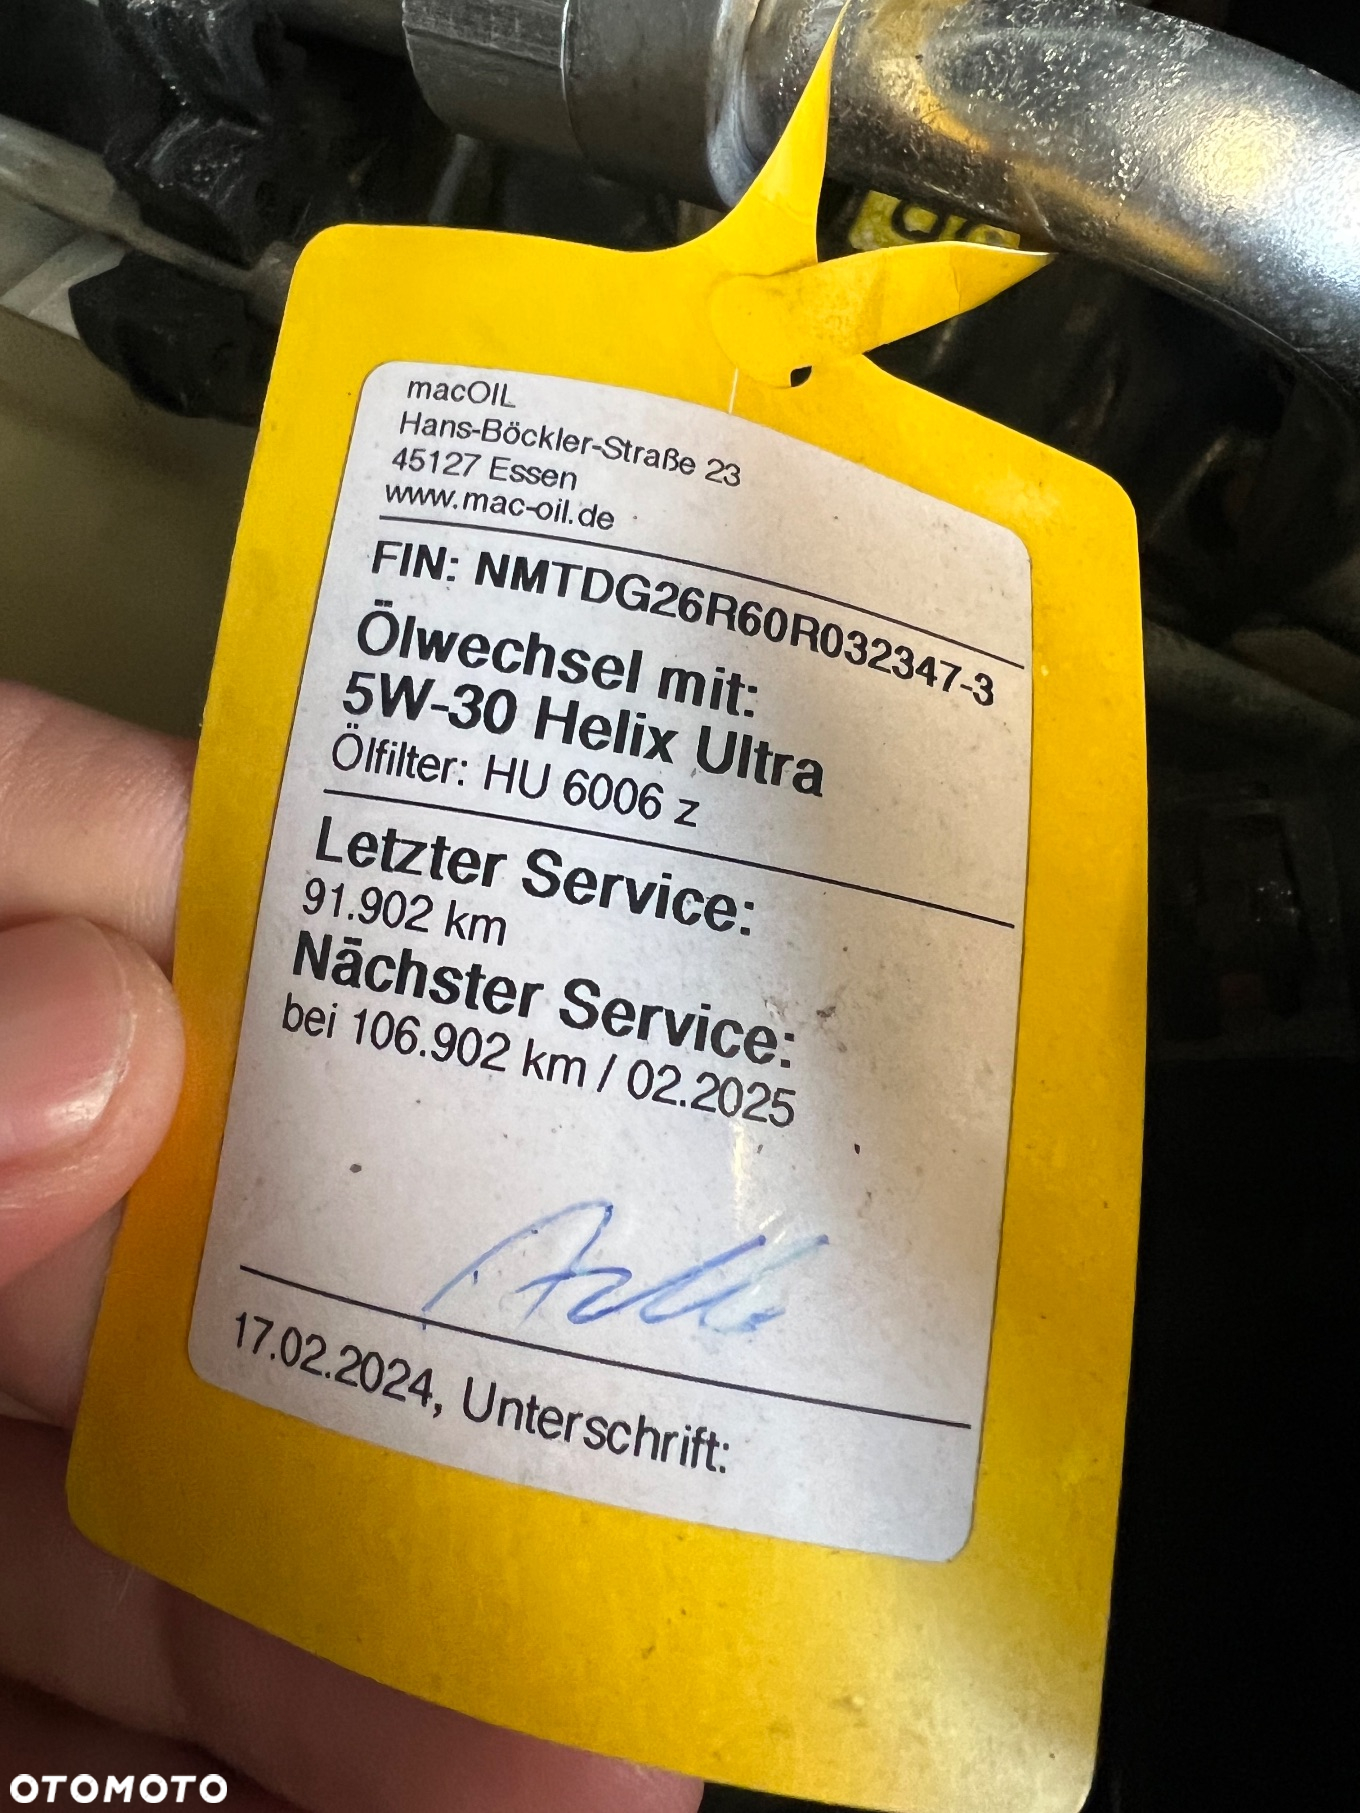 macOIL
Hans-Böckler-Straße 23
45127 Essen
www.mac-oil.de
FIN: NMTDG26R60R032347-3
Ölwechsel mit:
5W-30 Helix Ultra
Ölfilter: HU 6006 z
Letzter Service:
91.902 km
Nächster Service:
bei 106.902 km / 02.2025
17.02.2024, Unterschrift:
OTOMOTO